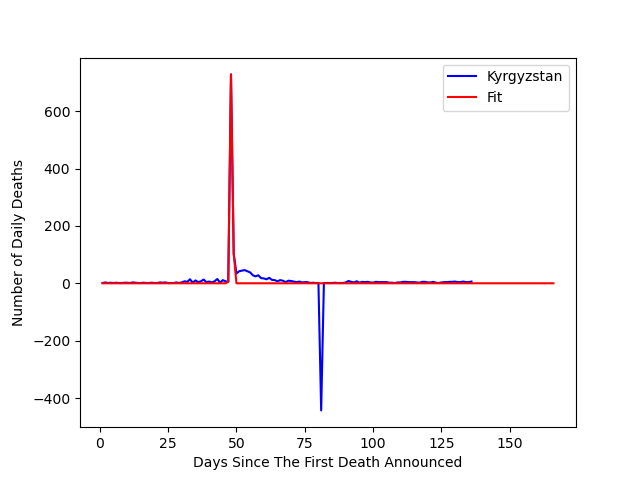 Kyrgyzstan
Fit
Number of Daily Deaths
600
400
200
0
−200
−400
0 25 50 75 100 125 150
Days Since The First Death Announced